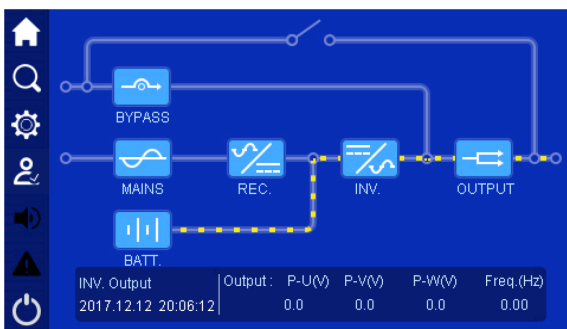 BYPASS
MAINS
REC.
INV.
OUTPUT
BATT.
INV. Output
2017.12.12 20:06:12
Output : P-U(V) P-V(V) P-W(V) Freq.(Hz)
0.0 0.0 0.0 0.00